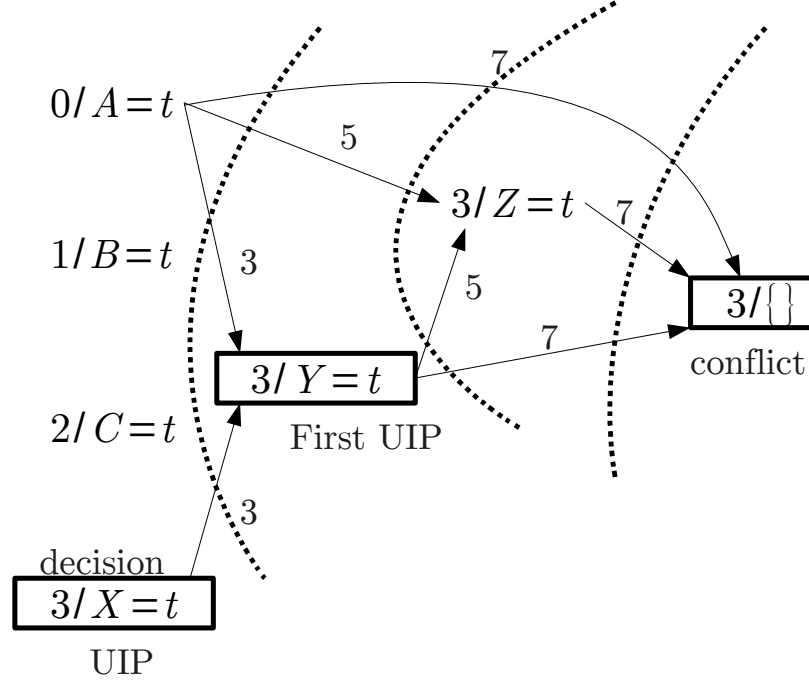 7
0/A=t
5
3/Z=t
7
1/B=t
3
5
3/{}
7
conflict
3/Y=t
2/C=t
First UIP
3
decision
3/X=t
UIP